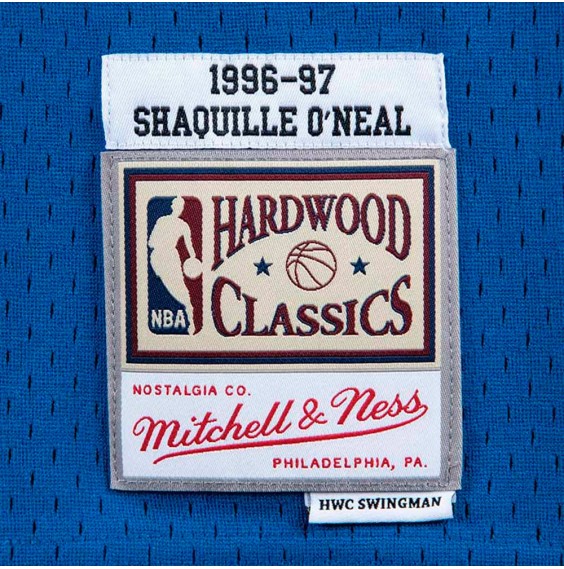 1996-97
SHAQUILLE O'NEAL
HARDWOOD
NBA
CLASSICS
NOSTALGIA CO.
Mitchell & Ness
PHILADELPHIA, PA.
HWC SWINGMAN